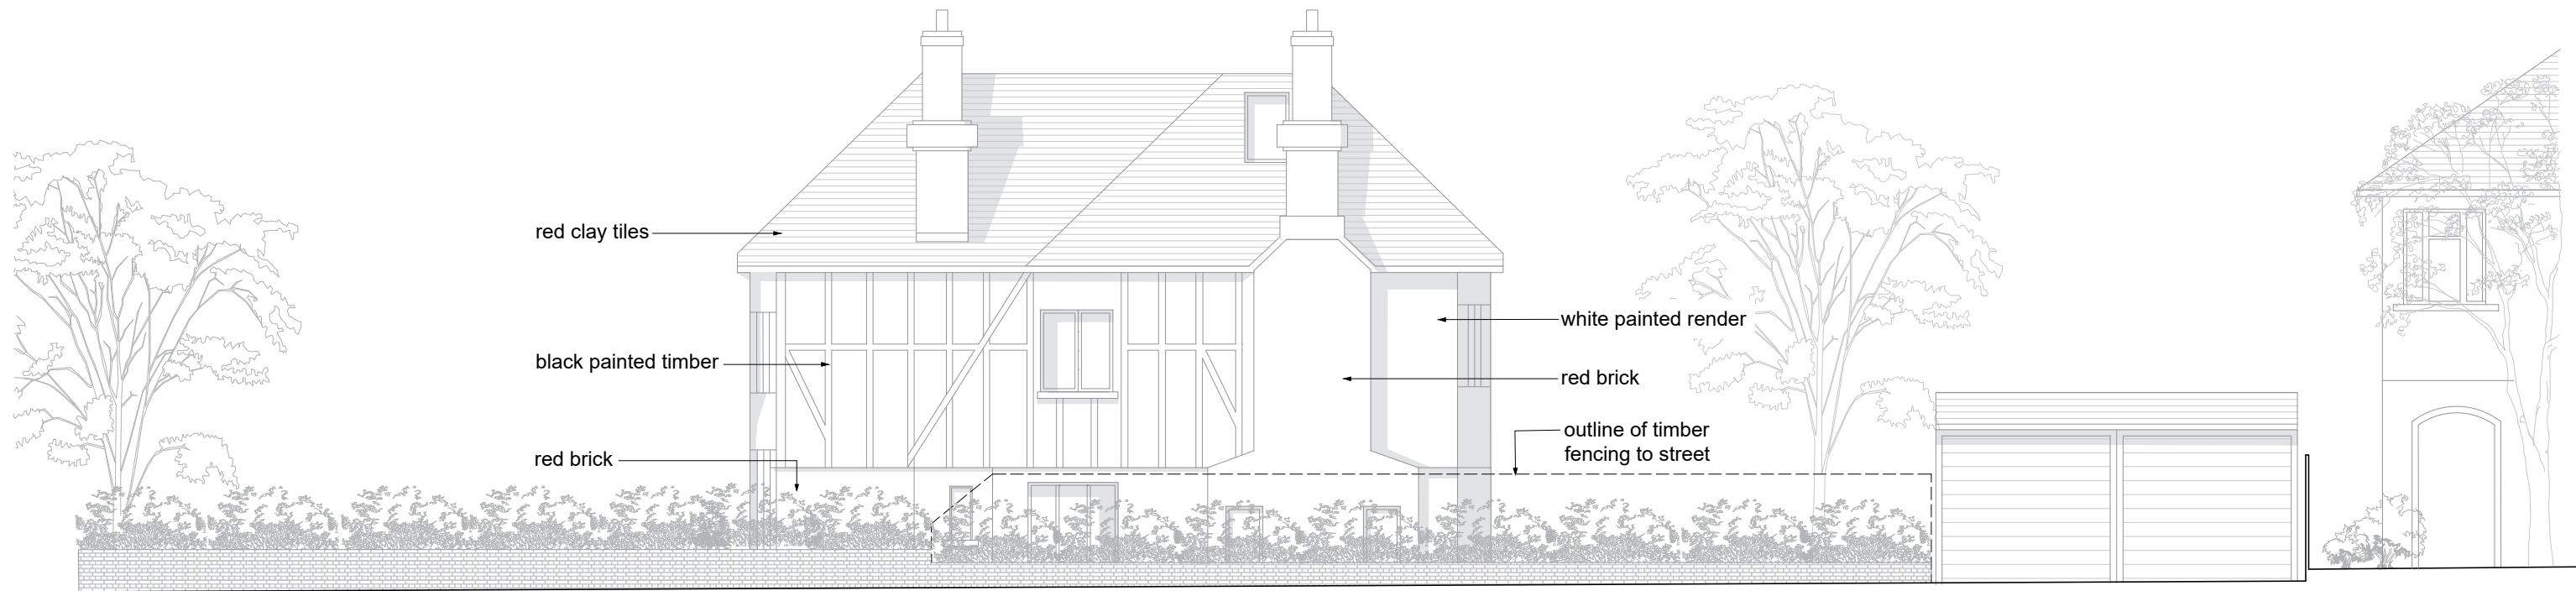 red clay tiles
white painted render
black painted timber
red brick
outline of timber
fencing to street
red brick